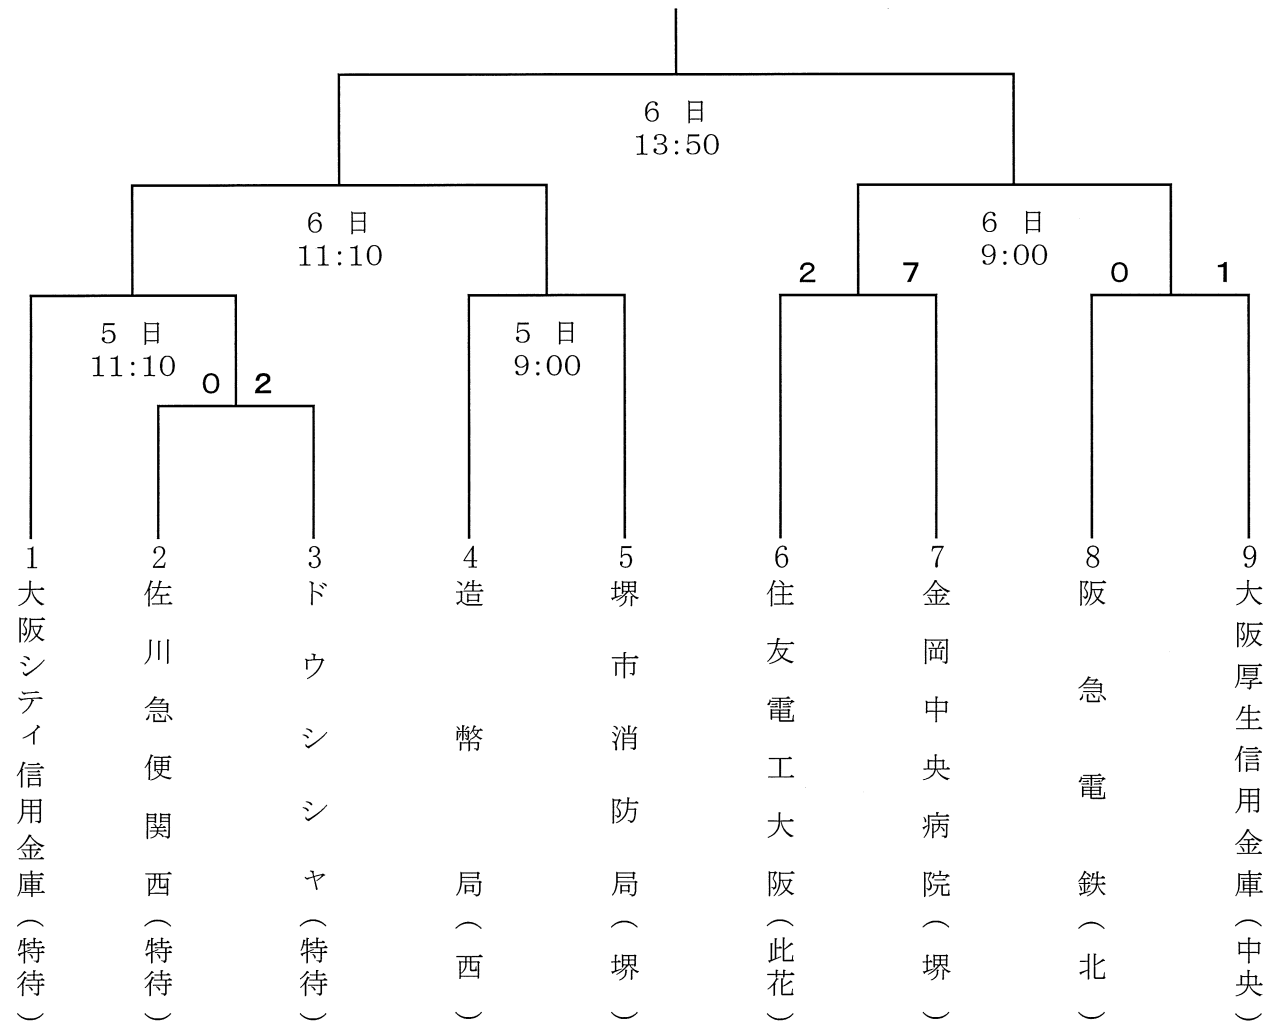 6 日
13:50
6 日
11:10
6 日
9:00
2 7
0 1
5 日
11:10
5 日
9:00
0 2
1
大阪シティ信用金庫(特待)
2
佐川急便関西(特待)
3
ドウシシャ(特待)
4
造幣局(西)
5
堺市消防局(堺)
6
住友電工大阪(此花)
7
金岡中央病院(堺)
8
阪急電鉄(北)
9
大阪厚生信用金庫(中央)